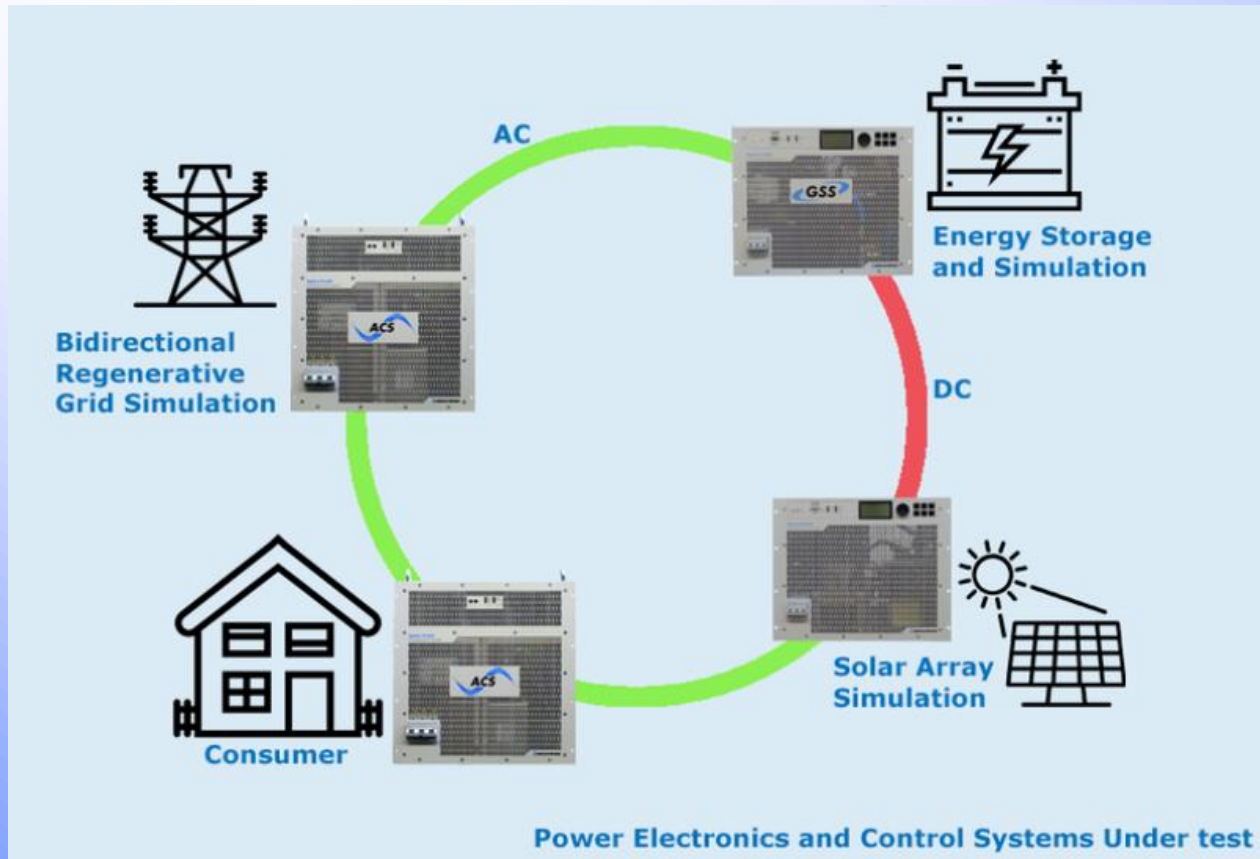 AC
GSS
Energy Storage
and Simulation
ACS
Bidirectional
Regenerative
Grid Simulation
DC
ACS
Solar Array
Simulation
Consumer
Power Electronics and Control Systems Under test